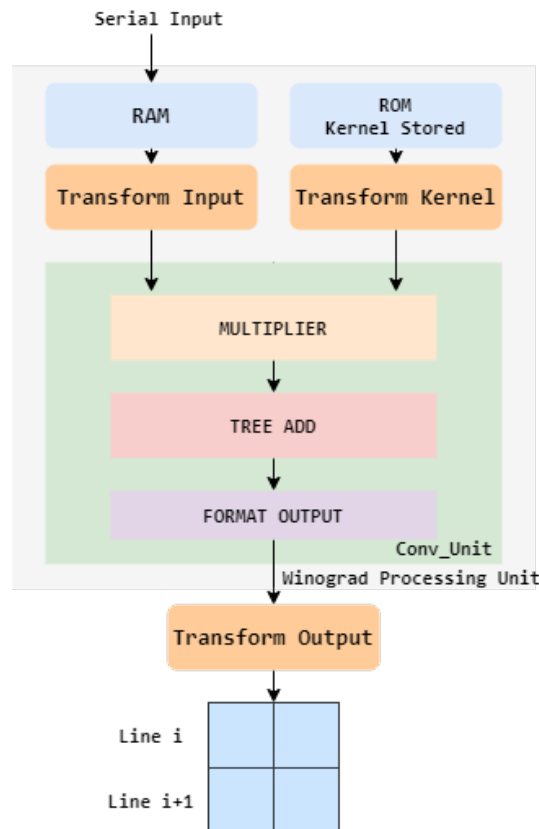 Serial Input
RAM
ROM
Kernel Stored
Transform Input
Transform Kernel
MULTIPLIER
TREE ADD
FORMAT OUTPUT
Conv_Unit
Winograd Processing Unit
Transform Output
Line i
Line i+1